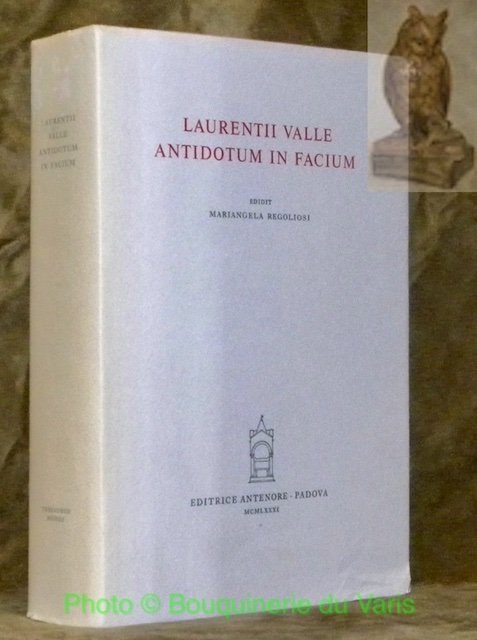 LAURENTII
VALLE
ANTIDOTUM
IN FACIUM
LAURENTII VALLE
ANTIDOTUM IN FACIUM
EDIDIT
MARIANGELA REGOLIOSI
EDITRICE ANTENORE · PADOVA
MCMLXXXI
Photo © Bouquinerie du Varis